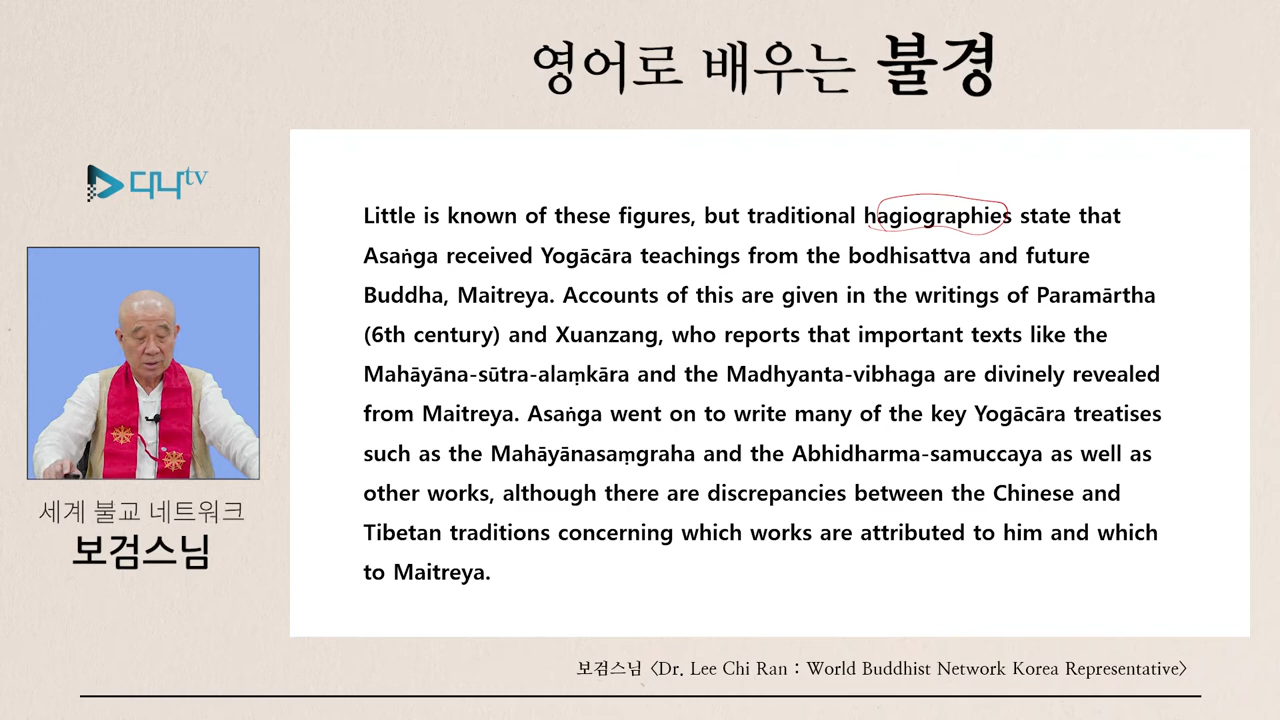 영어로 배우는 불경
디나tv
Little is known of these figures, but traditional hagiographies state that
Asaṅga received Yogācāra teachings from the bodhisattva and future
Buddha, Maitreya. Accounts of this are given in the writings of Paramārtha
(6th century) and Xuanzang, who reports that important texts like the
Mahāyāna-sūtra-alaṃkāra and the Madhyanta-vibhaga are divinely revealed
from Maitreya. Asaṅga went on to write many of the key Yogācāra treatises
such as the Mahāyānasaṃgraha and the Abhidharma-samuccaya as well as
other works, although there are discrepancies between the Chinese and
Tibetan traditions concerning which works are attributed to him and which
to Maitreya.
세계 불교 네트워크
보검스님
보검스님 <Dr. Lee Chi Ran : World Buddhist Network Korea Representative>